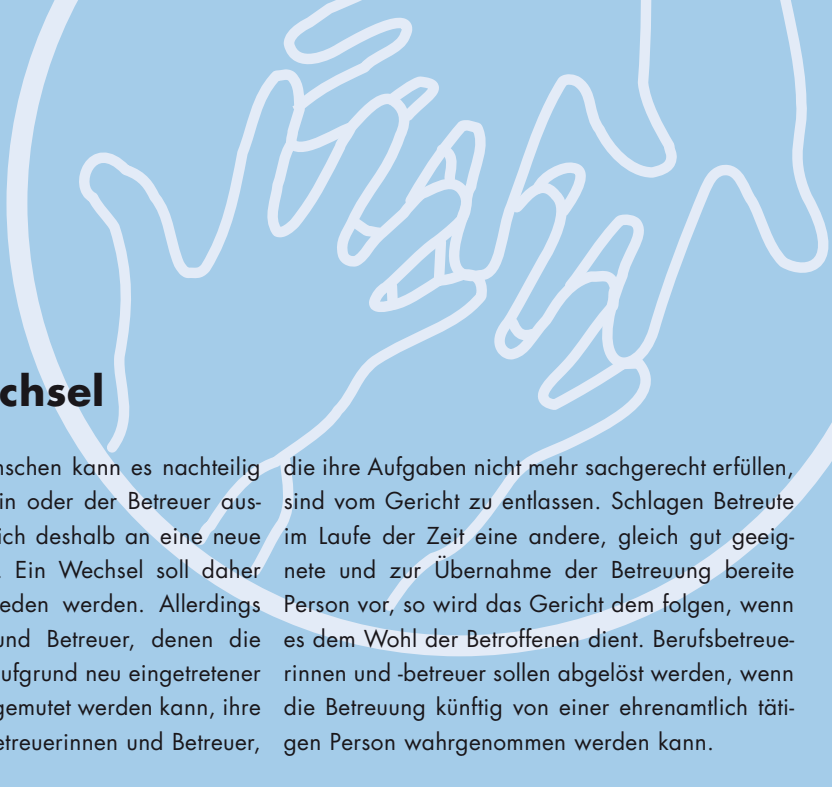 chsel
nschen kann es nachteilig
in oder der Betreuer aus-
ich deshalb an eine neue
. Ein Wechsel soll daher
eden werden. Allerdings
und Betreuer, denen die
ufgrund neu eingetretener
gemutet werden kann, ihre
etreuerinnen und Betreuer,
die ihre Aufgaben nicht mehr sachgerecht erfüllen,
sind vom Gericht zu entlassen. Schlagen Betreute
im Laufe der Zeit eine andere, gleich gut geeig-
nete und zur Übernahme der Betreuung bereite
Person vor, so wird das Gericht dem folgen, wenn
es dem Wohl der Betroffenen dient. Berufsbetreue-
rinnen und -betreuer sollen abgelöst werden, wenn
die Betreuung künftig von einer ehrenamtlich täti-
gen Person wahrgenommen werden kann.